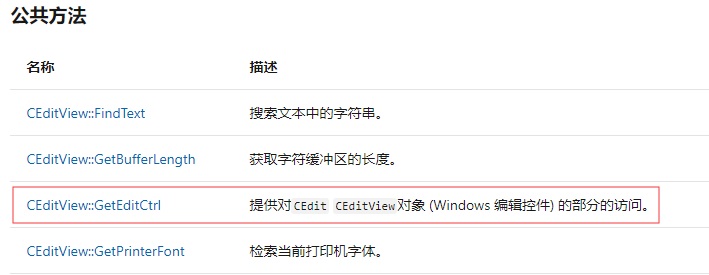 公共方法
名称 描述
CEditView::FindText 搜索文本中的字符串。
CEditView::GetBufferLength 获取字符缓冲区的长度。
CEditView::GetEditCtrl 提供对 CEdit CEditView 对象 (Windows 编辑控件) 的部分的访问。
CEditView::GetPrinterFont 检索当前打印机字体。